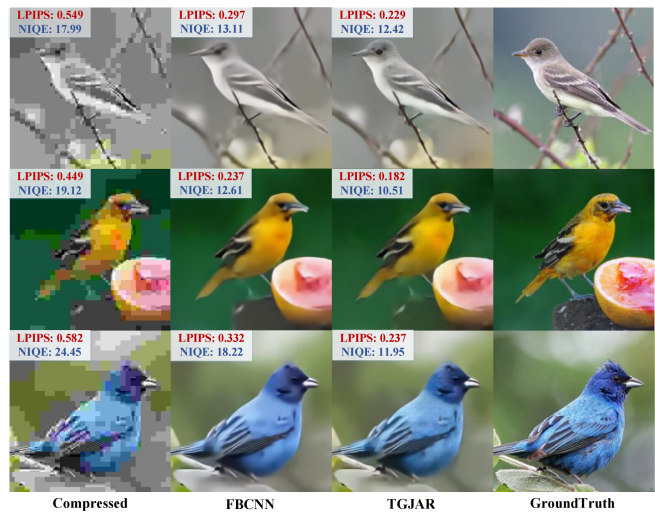 LPIPS: 0.549
NIQE: 17.99
LPIPS: 0.297
NIQE: 13.11
LPIPS: 0.229
NIQE: 12.42
LPIPS: 0.449
NIQE: 19.12
LPIPS: 0.237
NIQE: 12.61
LPIPS: 0.182
NIQE: 10.51
LPIPS: 0.582
NIQE: 24.45
LPIPS: 0.332
NIQE: 18.22
LPIPS: 0.237
NIQE: 11.95
Compressed
FBCNN
TGJAR
GroundTruth